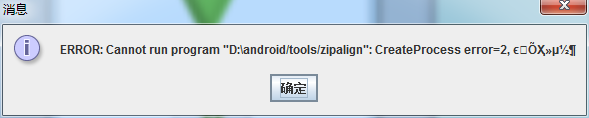 消息
ERROR: Cannot run program "D:\android/tools/zipalign": CreateProcess error=2,
确定